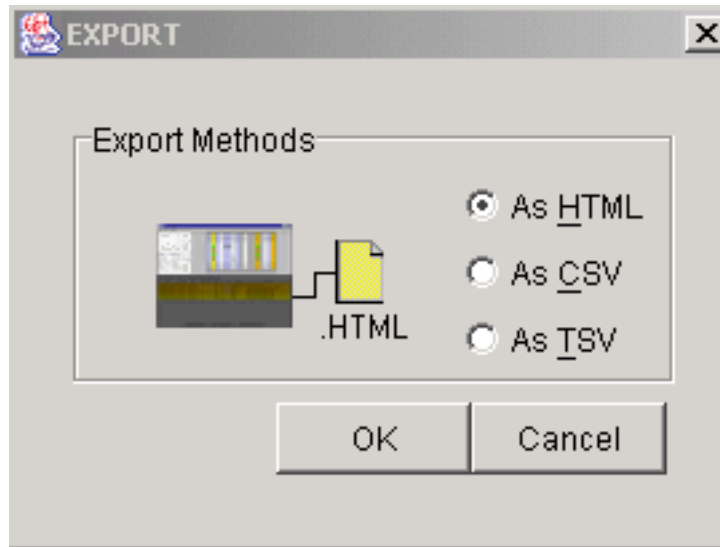 EXPORT
Export Methods
As HTML
As CSV
.HTML
As TSV
OK
Cancel